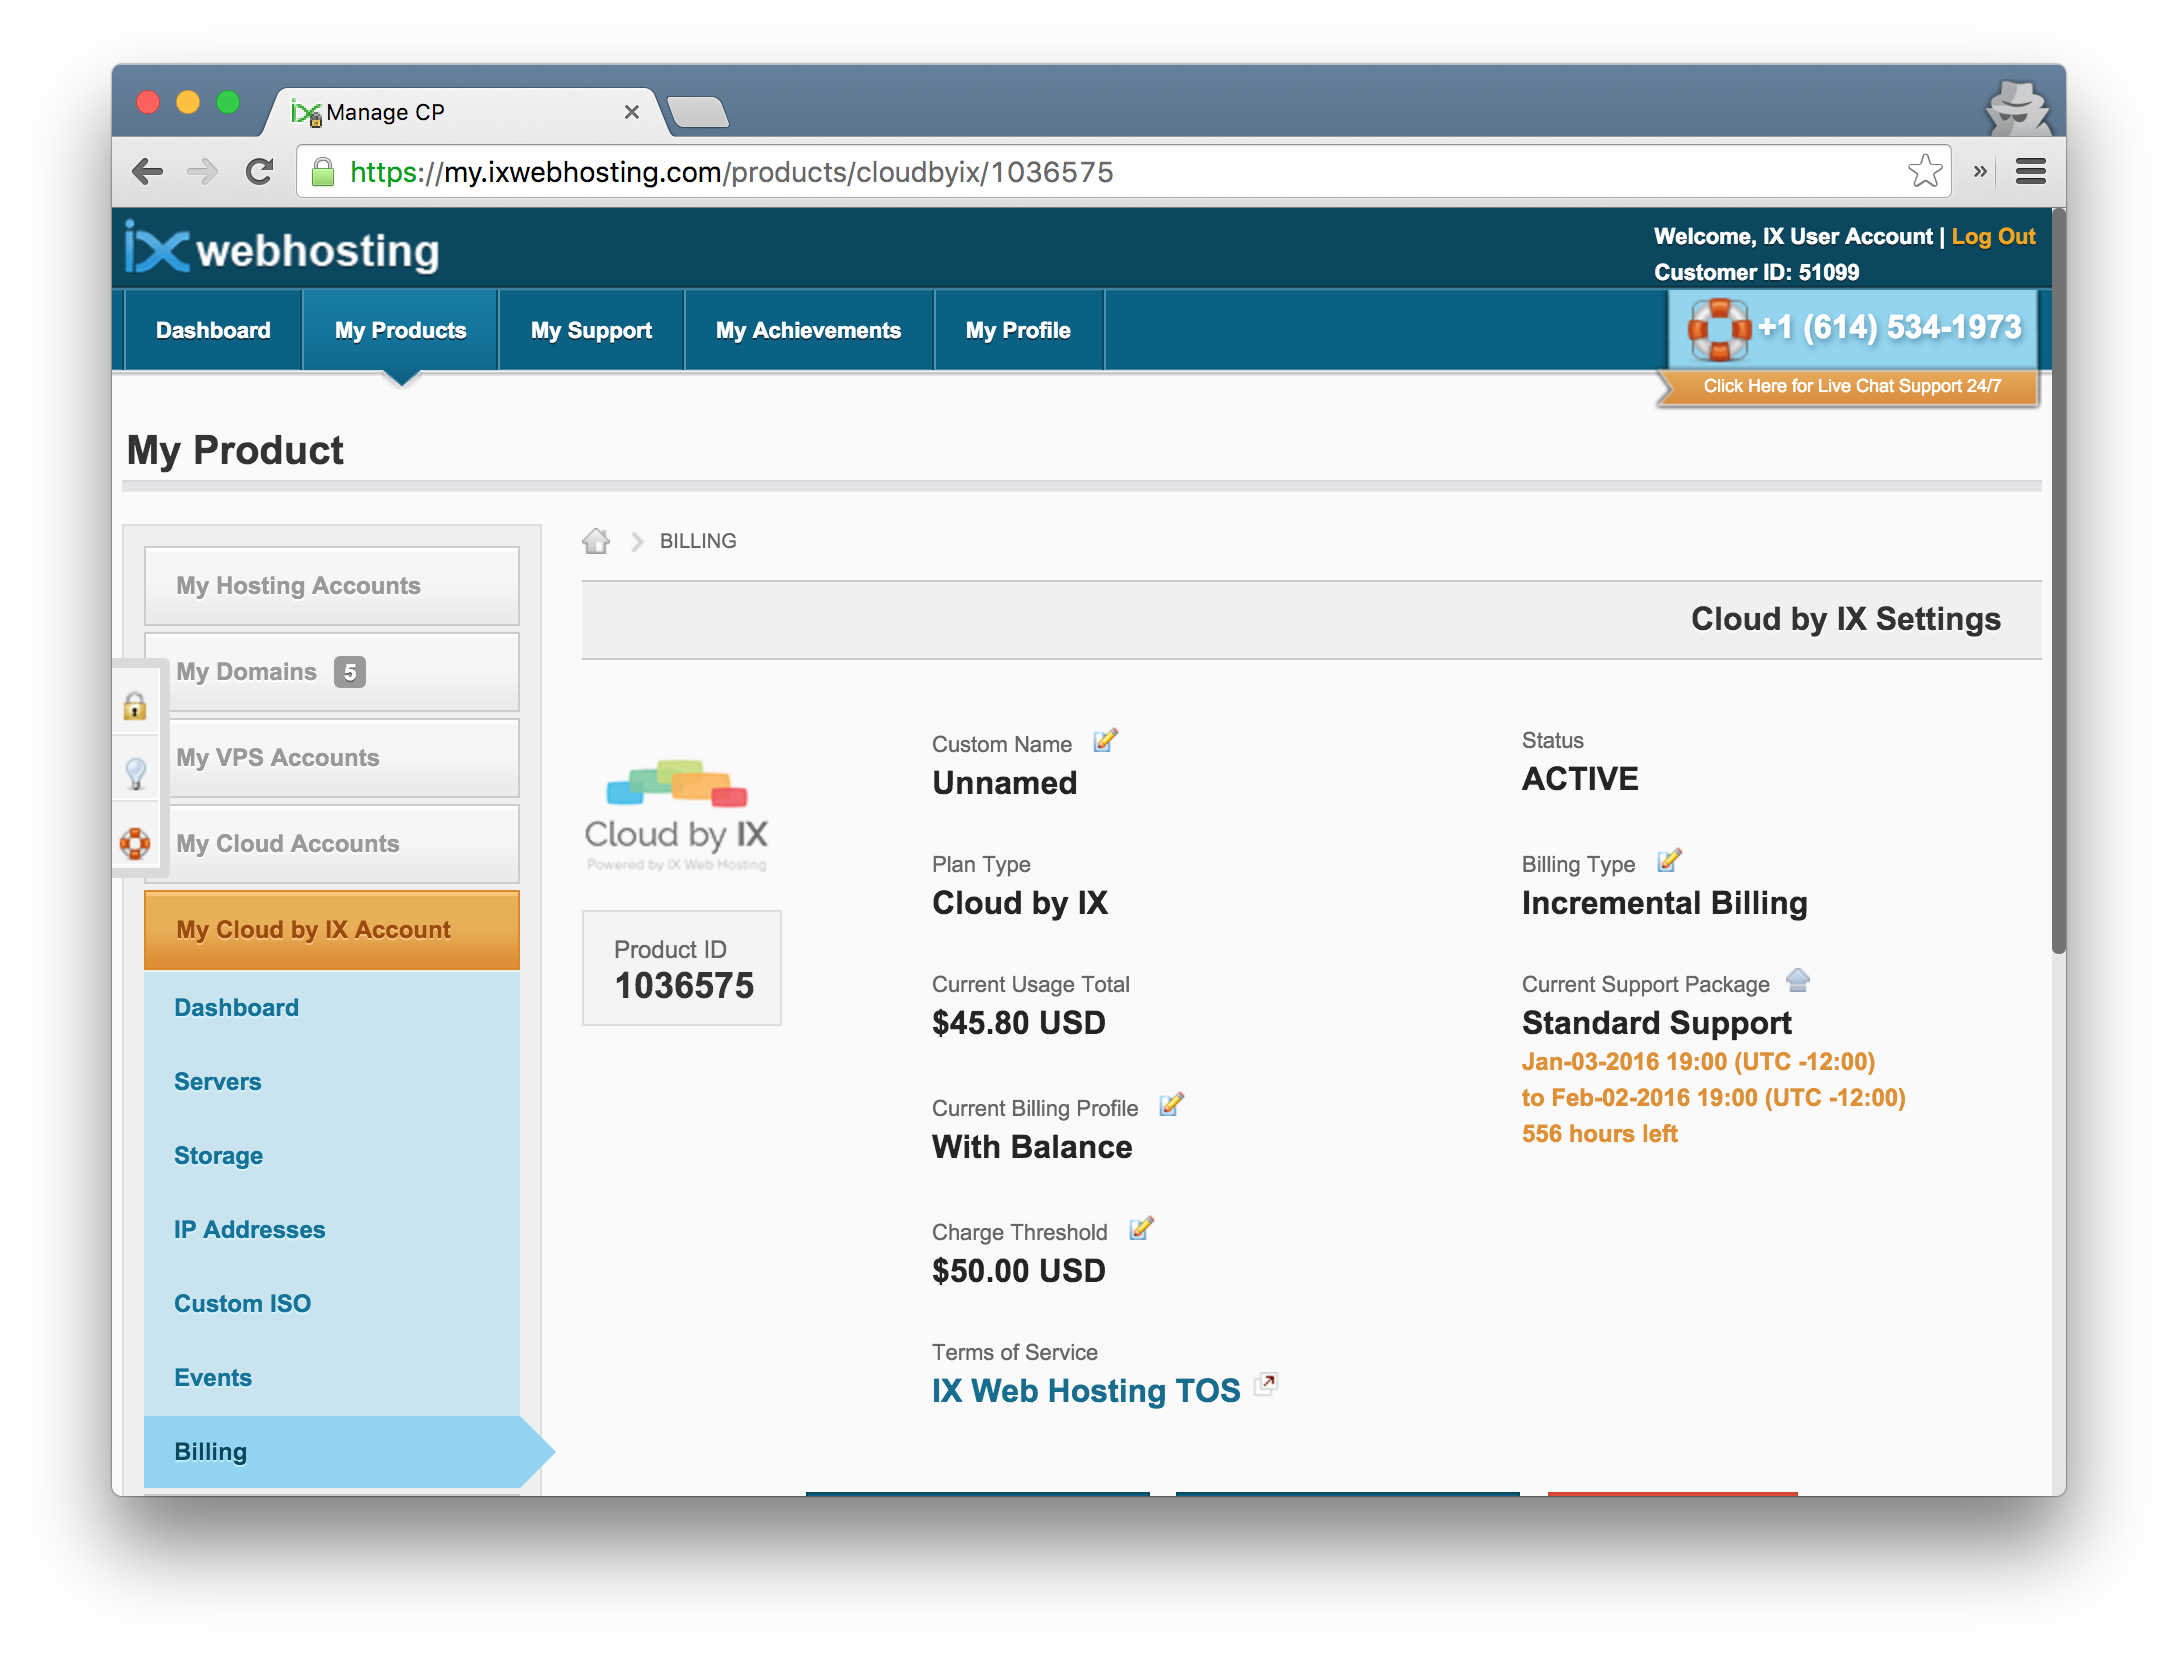 Manage CP
https://my.ixwebhosting.com/products/cloudbyix/1036575
ix webhosting
Welcome, IX User Account | Log Out
Customer ID: 51099
Dashboard
My Products
My Support
My Achievements
My Profile
+1 (614) 534-1973
Click Here for Live Chat Support 24/7
My Product
My Hosting Accounts
My Domains 5
My VPS Accounts
My Cloud Accounts
My Cloud by IX Account
Dashboard
Servers
Storage
IP Addresses
Custom ISO
Events
Billing
BILLING
Cloud by IX Settings
Cloud by IX
Powered by IX Web Hosting
Product ID
1036575
Custom Name
Unnamed
Plan Type
Cloud by IX
Current Usage Total
$45.80 USD
Current Billing Profile
With Balance
Charge Threshold
$50.00 USD
Terms of Service
IX Web Hosting TOS
Status
ACTIVE
Billing Type
Incremental Billing
Current Support Package
Standard Support
Jan-03-2016 19:00 (UTC -12:00)
to Feb-02-2016 19:00 (UTC -12:00)
556 hours left